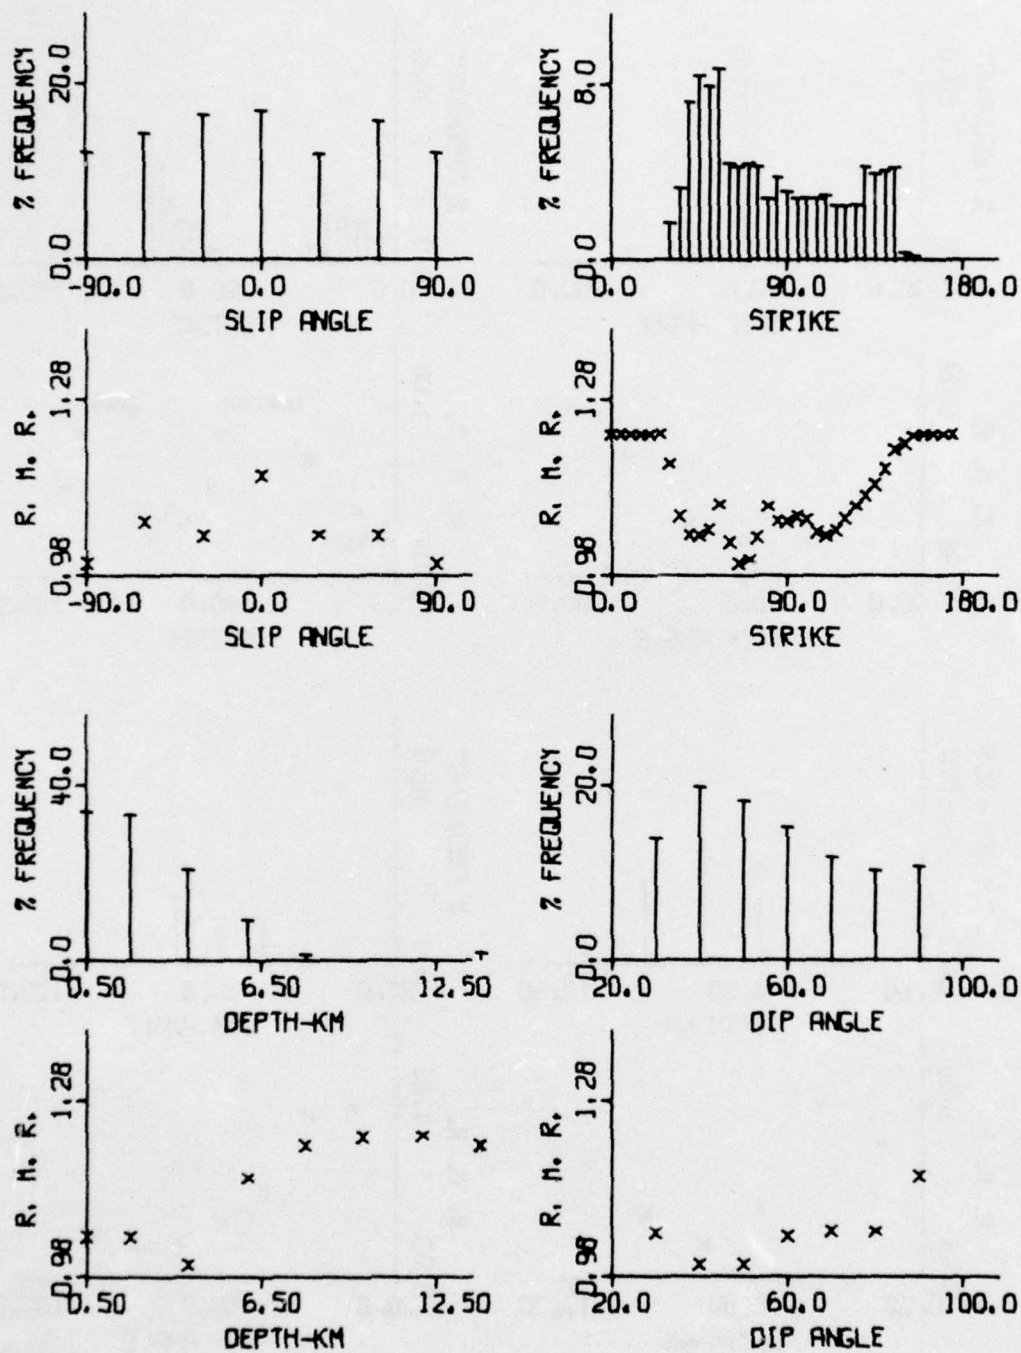 % FREQUENCY
20.0
0.0
-90.0 0.0 90.0
SLIP ANGLE
% FREQUENCY
8.0
0.0
0.0 90.0 180.0
STRIKE
R. M. R.
1.28
0.98
-90.0 0.0 90.0
SLIP ANGLE
R. M. R.
1.28
0.98
0.0 90.0 180.0
STRIKE
% FREQUENCY
40.0
0.0
0.50 6.50 12.50
DEPTH-KM
% FREQUENCY
20.0
0.0
20.0 60.0 100.0
DIP ANGLE
R. M. R.
1.28
0.98
0.50 6.50 12.50
DEPTH-KM
R. M. R.
1.28
0.98
20.0 60.0 100.0
DIP ANGLE